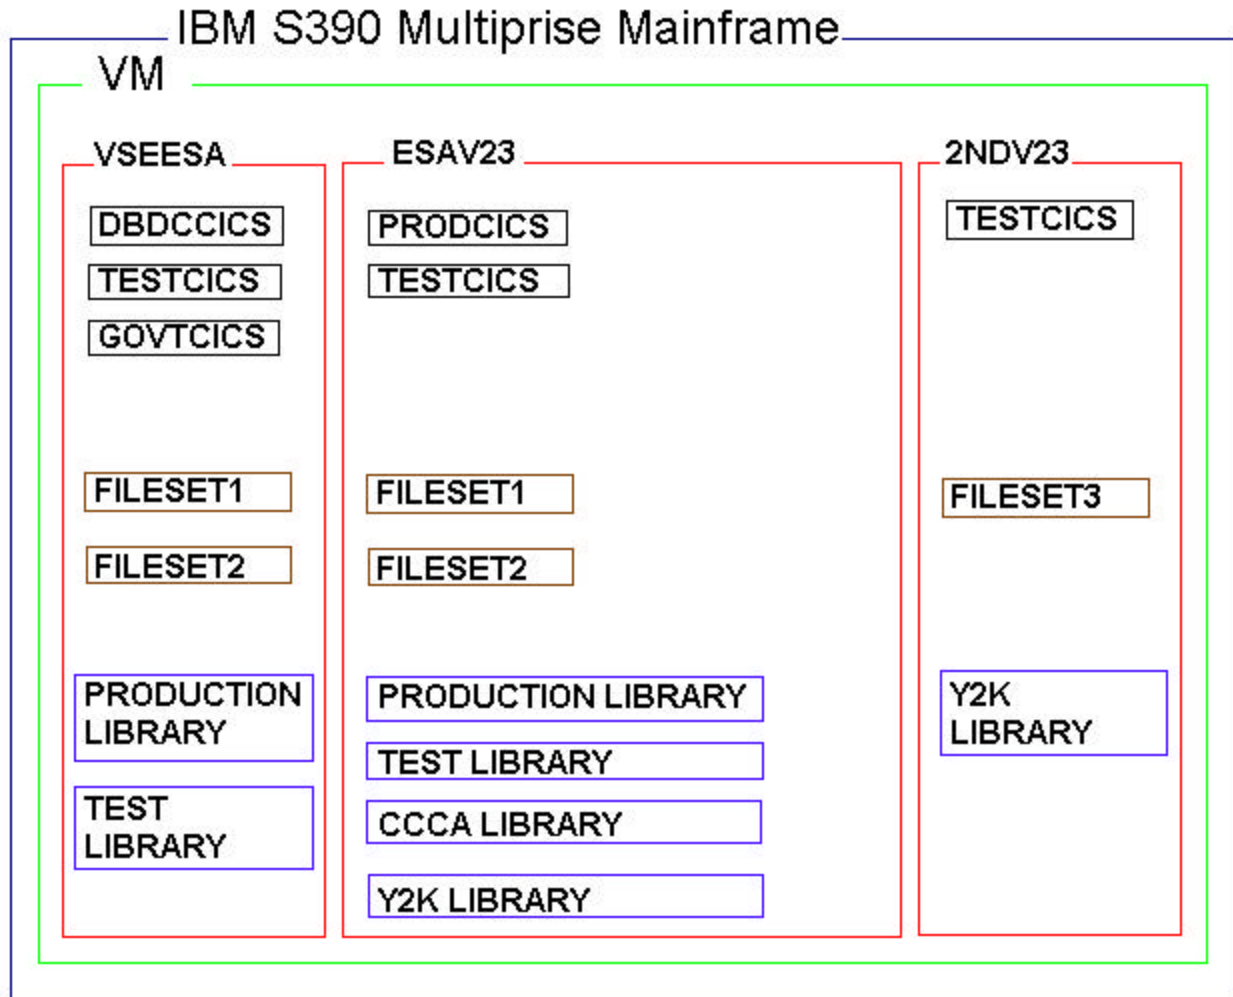 IBM S390 Multiprise Mainframe
VM
VSEESA
DBDCCICS
TESTCICS
GOVTCICS
FILESET1
FILESET2
PRODUCTION
LIBRARY
TEST
LIBRARY
ESAV23
PRODCICS
TESTCICS
FILESET1
FILESET2
PRODUCTION LIBRARY
TEST LIBRARY
CCCA LIBRARY
Y2K LIBRARY
2NDV23
TESTCICS
FILESET3
Y2K
LIBRARY